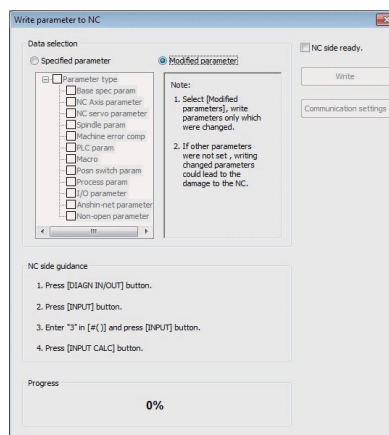 Write parameter to NC
Data selection
Specified parameter
Modified parameter
NC side ready.
Write
Communication settings
Parameter type
Base spec param
NC Axis parameter
NC servo parameter
Spindle param
Machine error comp
PLC param
Macro
Posn switch param
Process param
I/O parameter
Anshin-net parameter
Non-open parameter
Note:
1. Select [Modified
parameters], write
parameters only which
were changed.
2. If other parameters
were not set , writing
changed parameters
could lead to the
damage to the NC.
NC side guidance
1. Press [DIAGN IN/OUT] button.
2. Press [INPUT] button.
3. Enter "3" in [#( )] and press [INPUT] button.
4. Press [INPUT CALC] button.
Progress
0%